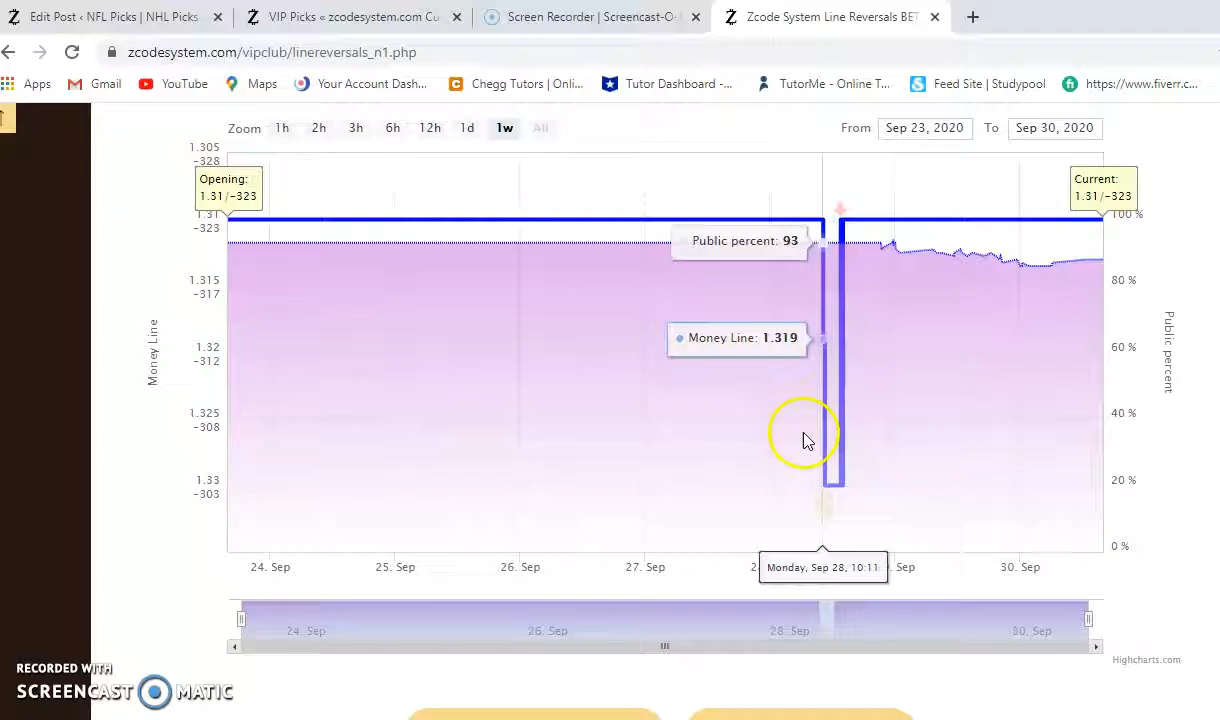 Edit Post ‹ NFL Picks | NHL Picks
VIP Picks « zcodesystem.com Cu
Screen Recorder | Screencast-O-
Zcode System Line Reversals BET
zcodesystem.com/vipclub/linereversals_n1.php
Apps
Gmail
YouTube
Maps
Your Account Dash...
Chegg Tutors | Onli...
Tutor Dashboard -...
TutorMe - Online T...
Feed Site | Studypool
https://www.fiverr.c...
Zoom 1h 2h 3h 6h 12h 1d 1w All
From Sep 23, 2020 To Sep 30, 2020
1.305
-328
Opening:
1.31/-323
Current:
1.31/-323
1.31
-323
100 %
Public percent: 93
1.315
-317
80 %
Money Line: 1.319
1.32
-312
60 %
Money Line
Public percent
1.325
-308
40 %
1.33
-303
20 %
0 %
24. Sep
25. Sep
26. Sep
27. Sep
Monday, Sep 28, 10:11
Sep
30. Sep
24. Sep
26. Sep
28. Sep
30. Sep
Highcharts.com
RECORDED WITH
SCREENCAST MATIC